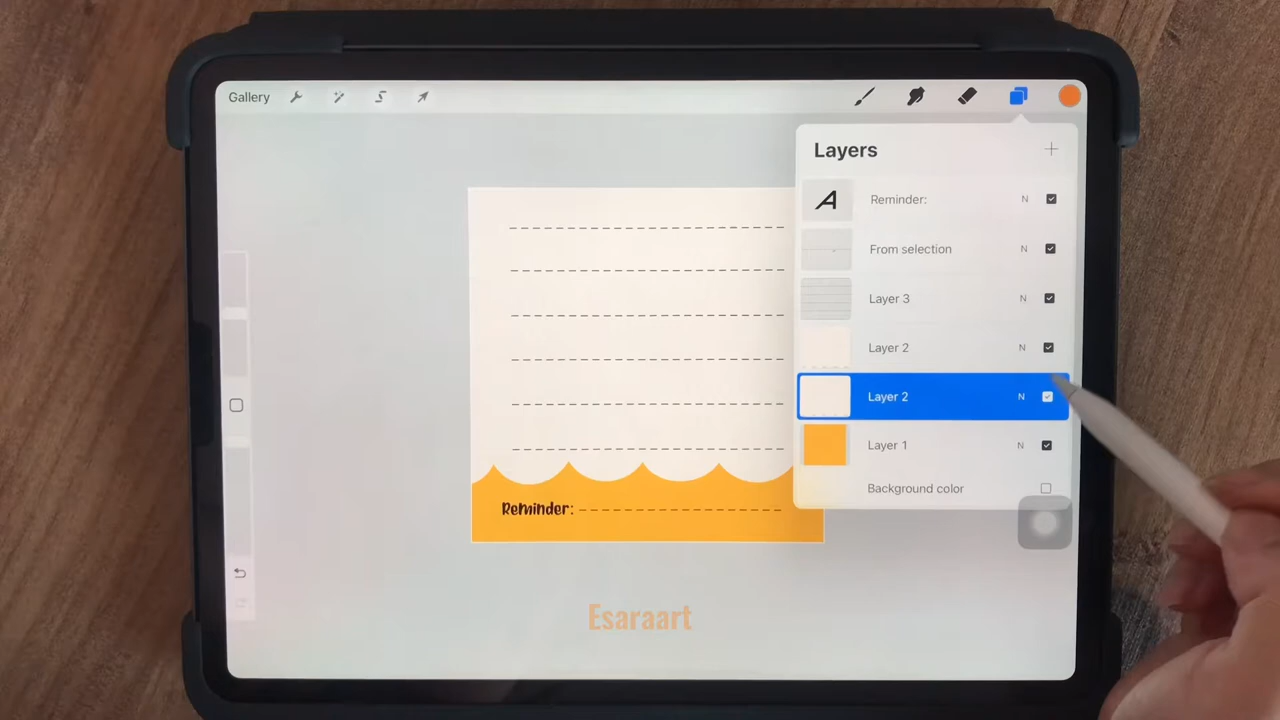 Gallery
Layers
A
Reminder: N
From selection N
Layer 3 N
Layer 2 N
Layer 2 N
Layer 1 N
Background color
Reminder:
Esaraart